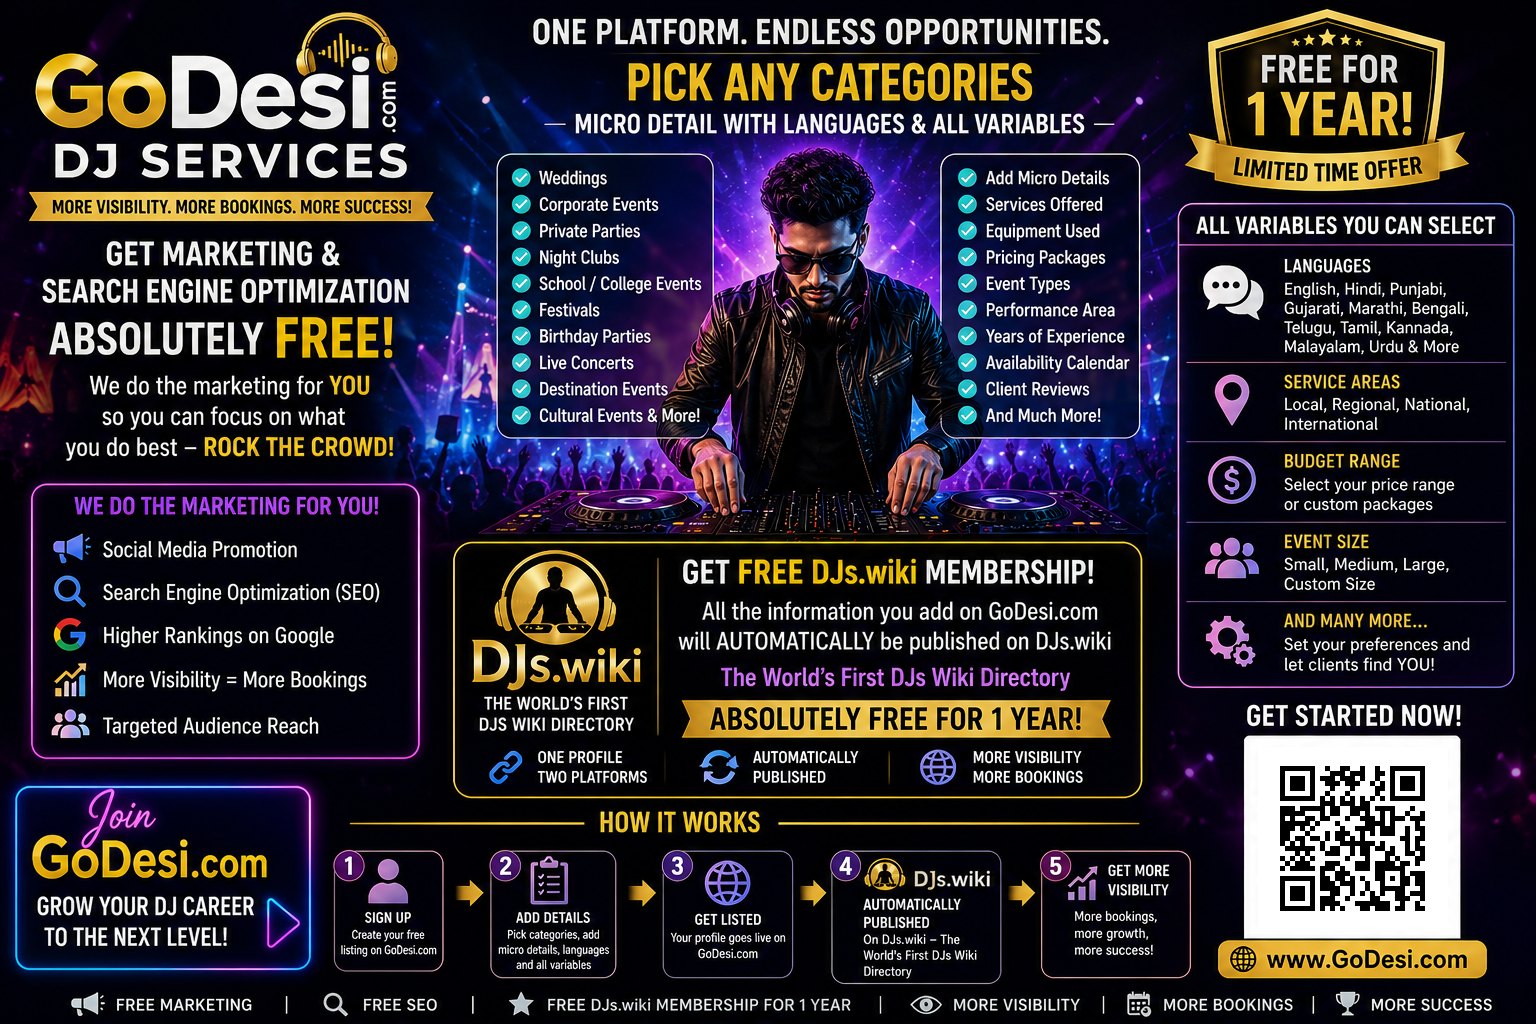 GoDesi.com
DJ SERVICES
MORE VISIBILITY. MORE BOOKINGS. MORE SUCCESS!
GET MARKETING &
SEARCH ENGINE OPTIMIZATION
ABSOLUTELY FREE!
We do the marketing for YOU
so you can focus on what
you do best – ROCK THE CROWD!
WE DO THE MARKETING FOR YOU!
Social Media Promotion
Search Engine Optimization (SEO)
Higher Rankings on Google
More Visibility = More Bookings
Targeted Audience Reach
Join
GoDesi.com
GROW YOUR DJ CAREER
TO THE NEXT LEVEL!
ONE PLATFORM. ENDLESS OPPORTUNITIES.
PICK ANY CATEGORIES
— MICRO DETAIL WITH LANGUAGES & ALL VARIABLES —
Weddings
Corporate Events
Private Parties
Night Clubs
School / College Events
Festivals
Birthday Parties
Live Concerts
Destination Events
Cultural Events & More!
Add Micro Details
Services Offered
Equipment Used
Pricing Packages
Event Types
Performance Area
Years of Experience
Availability Calendar
Client Reviews
And Much More!
DJs.wiki
THE WORLD'S FIRST
DJS WIKI DIRECTORY
GET FREE DJs.wiki MEMBERSHIP!
All the information you add on GoDesi.com
will AUTOMATICALLY be published on DJs.wiki
The World's First DJs Wiki Directory
ABSOLUTELY FREE FOR 1 YEAR!
ONE PROFILE
TWO PLATFORMS
AUTOMATICALLY
PUBLISHED
MORE VISIBILITY
MORE BOOKINGS
FREE FOR
1 YEAR!
LIMITED TIME OFFER
ALL VARIABLES YOU CAN SELECT
LANGUAGES
English, Hindi, Punjabi,
Gujarati, Marathi, Bengali,
Telugu, Tamil, Kannada,
Malayalam, Urdu & More
SERVICE AREAS
Local, Regional, National,
International
BUDGET RANGE
Select your price range
or custom packages
EVENT SIZE
Small, Medium, Large,
Custom Size
AND MANY MORE...
Set your preferences and
let clients find YOU!
GET STARTED NOW!
www.GoDesi.com
HOW IT WORKS
1
SIGN UP
Create your free
listing on GoDesi.com
2
ADD DETAILS
Pick categories, add
micro details, languages
and all variables
3
GET LISTED
Your profile goes live on
GoDesi.com
4
DJs.wiki
AUTOMATICALLY
PUBLISHED
On DJs.wiki – The
World's First DJs Wiki
Directory
5
GET MORE
VISIBILITY
More bookings,
more growth,
more success!
FREE MARKETING | FREE SEO | FREE DJs.wiki MEMBERSHIP FOR 1 YEAR | MORE VISIBILITY | MORE BOOKINGS | MORE SUCCESS